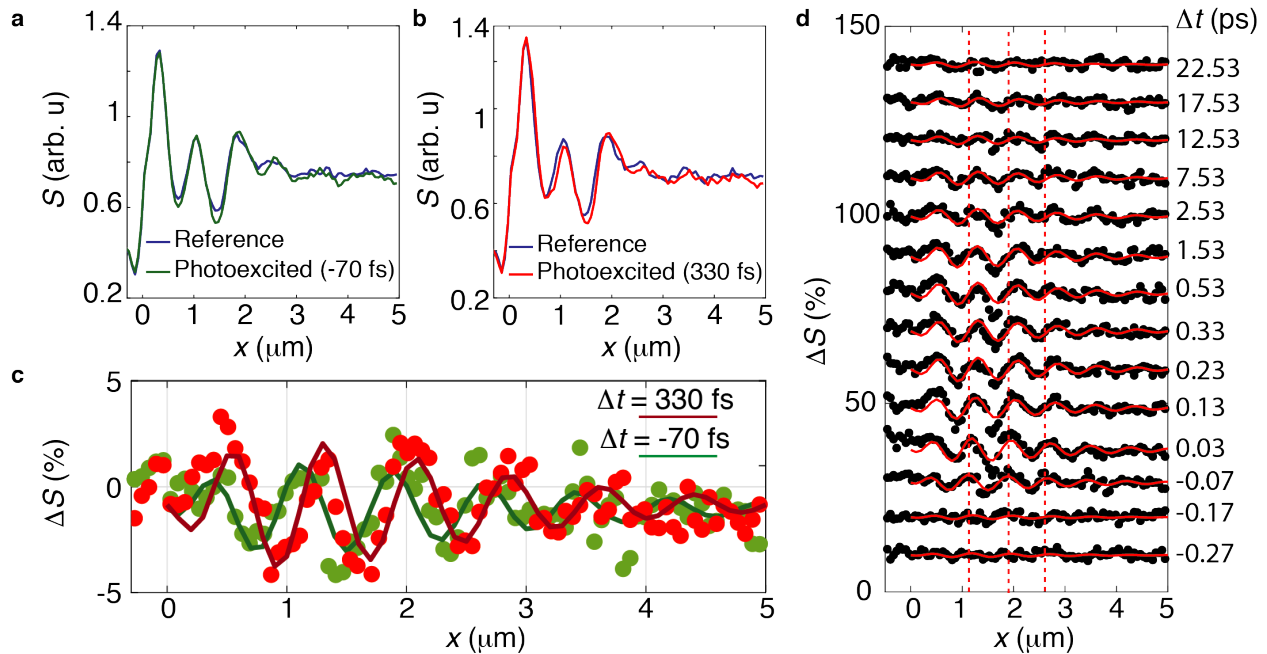 a
1.4
1
0.6
0.2
S (arb. u)
Reference
Photoexcited (-70 fs)
0 1 2 3 4 5
x (μm)
b
1.4
1
0.6
0.2
S (arb. u)
Reference
Photoexcited (330 fs)
0 1 2 3 4 5
x (μm)
c
5
0
-5
ΔS (%)
Δt = 330 fs
Δt = -70 fs
0 1 2 3 4 5
x (μm)
d
Δt (ps)
150
100
50
0
ΔS (%)
22.53
17.53
12.53
7.53
2.53
1.53
0.53
0.33
0.23
0.13
0.03
-0.07
-0.17
-0.27
0 1 2 3 4 5
x (μm)